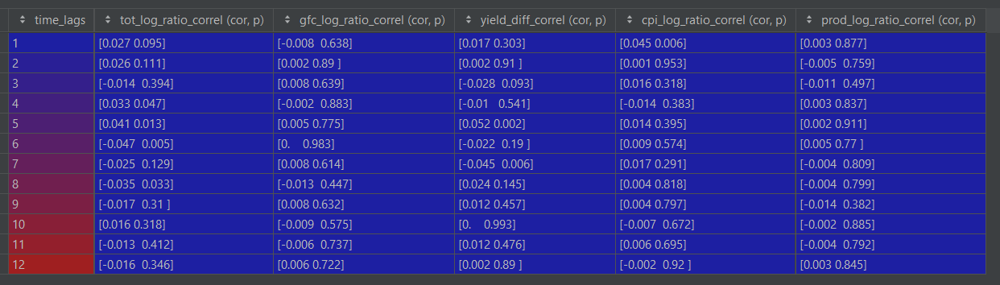 time_lags tot_log_ratio_correl (cor, p) gfc_log_ratio_correl (cor, p) yield_diff_correl (cor, p) cpi_log_ratio_correl (cor, p) prod_log_ratio_correl (cor, p)
1 [0.027 0.095] [-0.008  0.638] [0.017 0.303] [0.045 0.006] [0.003 0.877]
2 [0.026 0.111] [0.002 0.89 ] [0.002 0.91 ] [0.001 0.953] [-0.005  0.759]
3 [-0.014  0.394] [0.008 0.639] [-0.028  0.093] [0.016 0.318] [-0.011  0.497]
4 [0.033 0.047] [-0.002  0.883] [-0.01   0.541] [-0.014  0.383] [0.003 0.837]
5 [0.041 0.013] [0.005 0.775] [0.052 0.002] [0.014 0.395] [0.002 0.911]
6 [-0.047  0.005] [0.    0.983] [-0.022  0.19 ] [0.009 0.574] [0.005 0.77 ]
7 [-0.025  0.129] [0.008 0.614] [-0.045  0.006] [0.017 0.291] [-0.004  0.809]
8 [-0.035  0.033] [-0.013  0.447] [0.024 0.145] [0.004 0.818] [-0.004  0.799]
9 [-0.017  0.31 ] [0.008 0.632] [0.012 0.457] [0.004 0.797] [-0.014  0.382]
10 [0.016 0.318] [-0.009  0.575] [0.    0.993] [-0.007  0.672] [-0.002  0.885]
11 [-0.013  0.412] [-0.006  0.737] [0.012 0.476] [0.006 0.695] [-0.004  0.792]
12 [-0.016  0.346] [0.006 0.722] [0.002 0.89 ] [-0.002  0.92 ] [0.003 0.845]